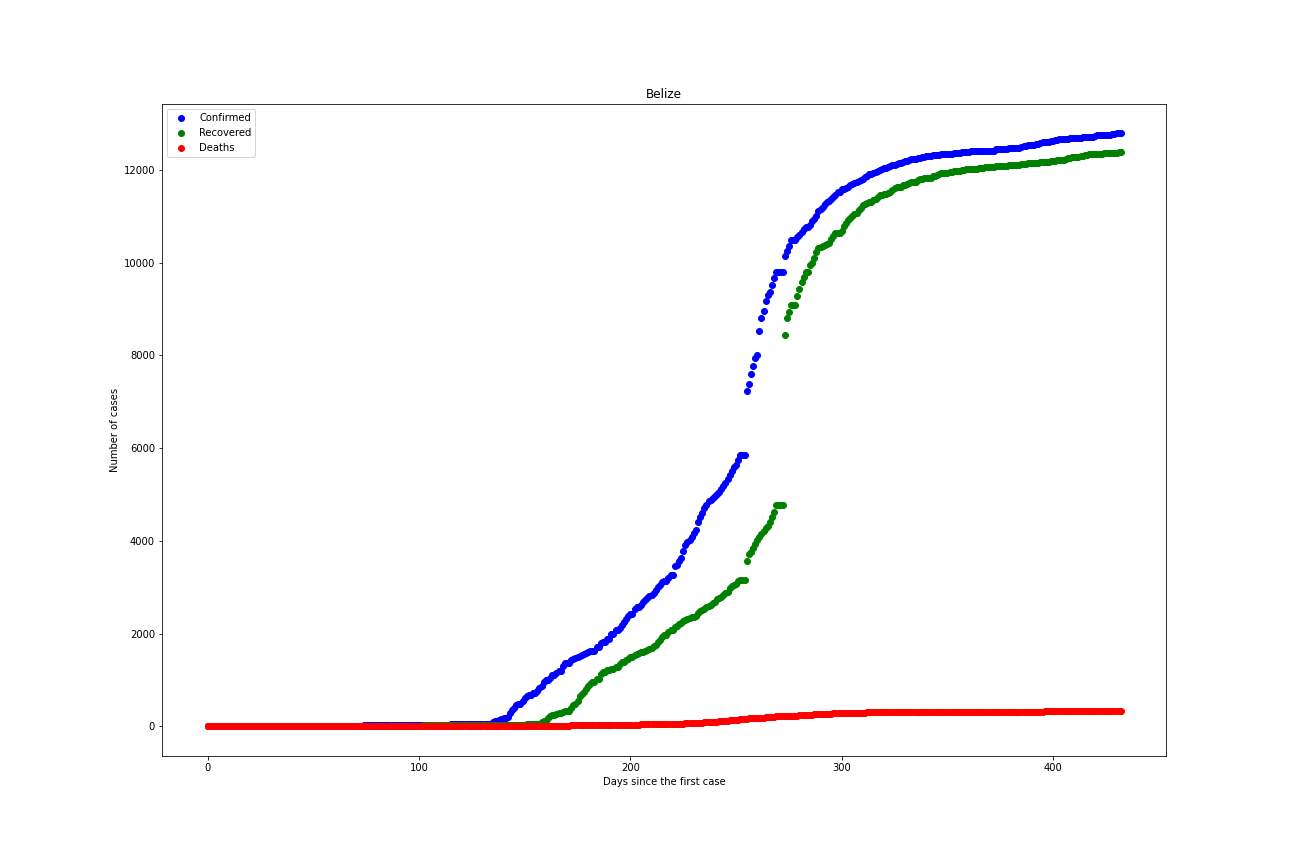 Belize
Confirmed
Recovered
Deaths
12000
10000
8000
6000
4000
2000
0
Number of cases
0 100 200 300 400
Days since the first case